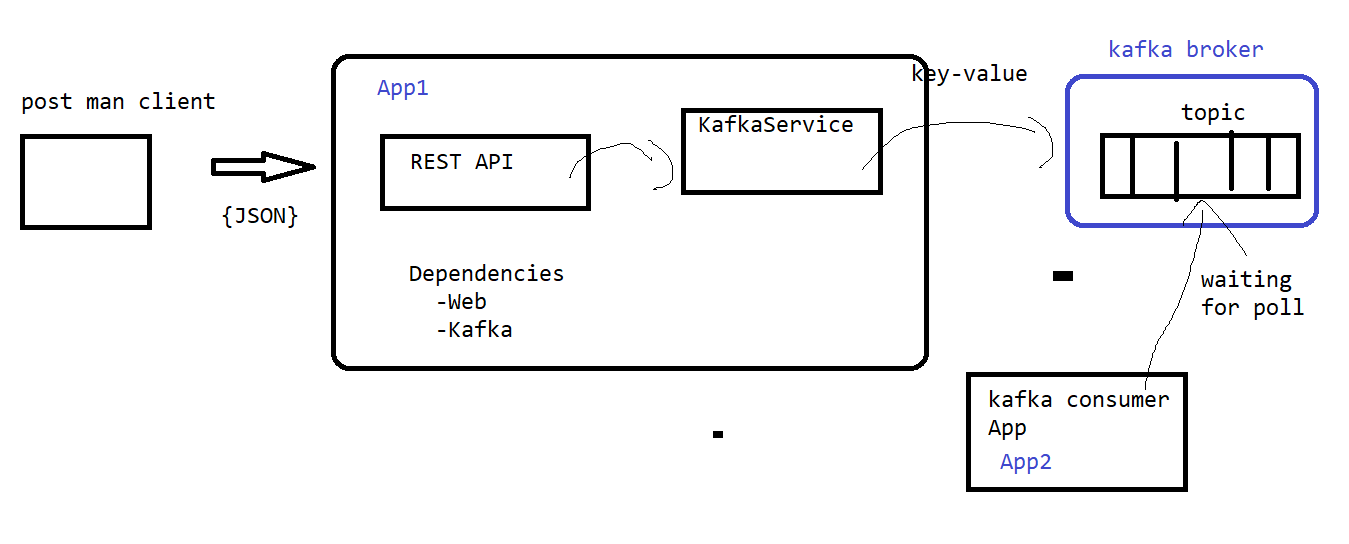 post man client
{JSON}
App1
REST API
KafkaService
Dependencies
-Web
-Kafka
key-value
kafka broker
topic
waiting
for poll
kafka consumer
App
App2